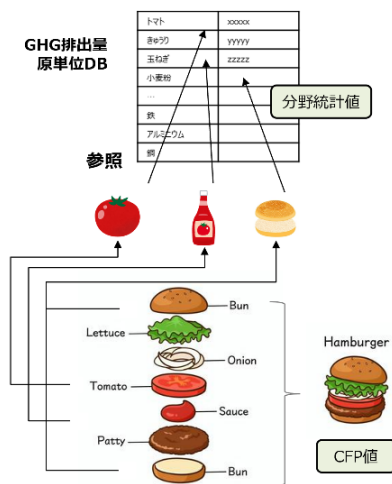 GHG排出量
原単位DB
トマト xxxxx
きゅうり yyyyy
玉ねぎ zzzzz
小麦粉
...
鉄
アルミニウム
銅
分野統計値
参照
Bun
Lettuce
Onion
Tomato
Sauce
Patty
Bun
Hamburger
CFP値